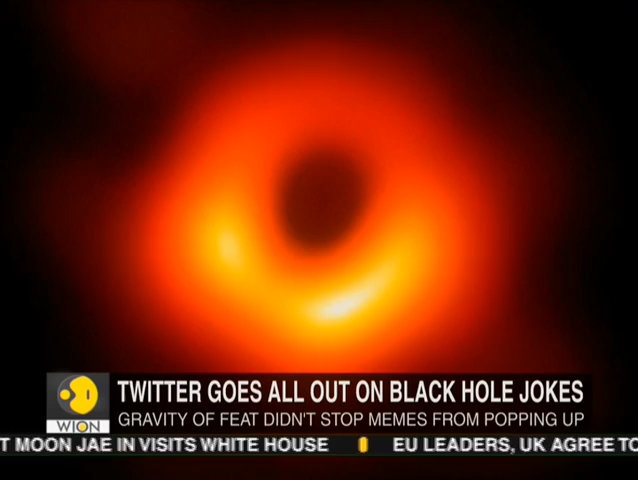 TWITTER GOES ALL OUT ON BLACK HOLE JOKES
GRAVITY OF FEAT DIDN'T STOP MEMES FROM POPPING UP
WION
T MOON JAE IN VISITS WHITE HOUSE EU LEADERS, UK AGREE TO